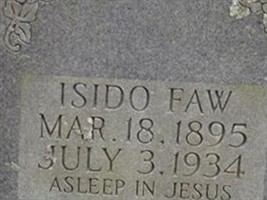 ISIDO FAW
MAR. 18, 1895
JULY 3, 1934
ASLEEP IN JESUS